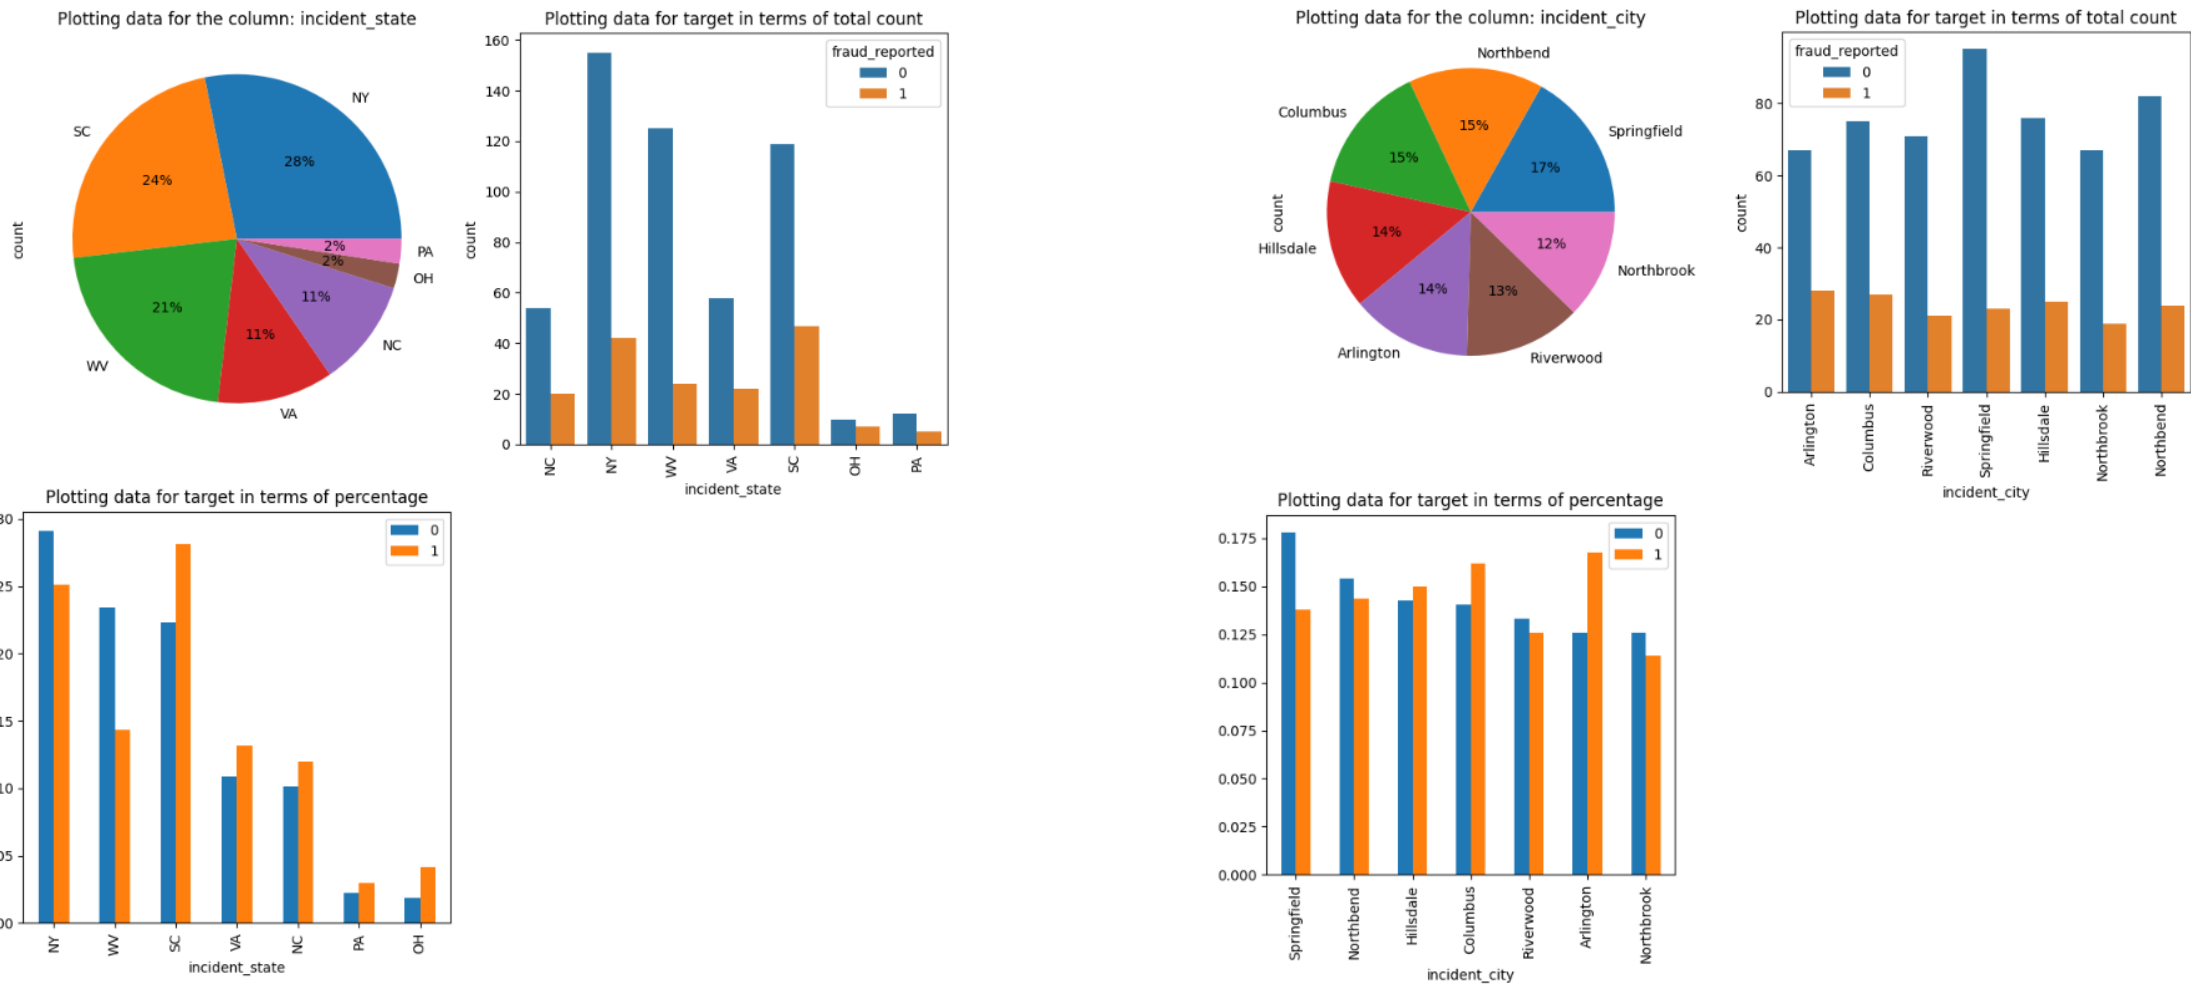 Plotting data for the column: incident_state
NY
SC
28%
24%
count
2%
PA
2%
OH
11%
21%
11%
NC
WV
VA
Plotting data for target in terms of total count
160
140
120
100
80
60
40
20
0
count
fraud_reported
0
1
NC
NY
WV
VA
SC
OH
PA
incident_state
Plotting data for target in terms of percentage
30
25
20
15
10
05
00
0
1
NY
WV
SC
VA
NC
PA
OH
incident_state
Plotting data for the column: incident_city
Northbend
Columbus
Springfield
15%
15%
17%
count
14%
12%
Hillsdale
Northbrook
14%
13%
Arlington
Riverwood
Plotting data for target in terms of total count
fraud_reported
0
1
80
60
40
20
0
count
Arlington
Columbus
Riverwood
Springfield
Hillsdale
Northbrook
Northbend
incident_city
Plotting data for target in terms of percentage
0.175
0.150
0.125
0.100
0.075
0.050
0.025
0.000
0
1
Springfield
Northbend
Hillsdale
Columbus
Riverwood
Arlington
Northbrook
incident_city